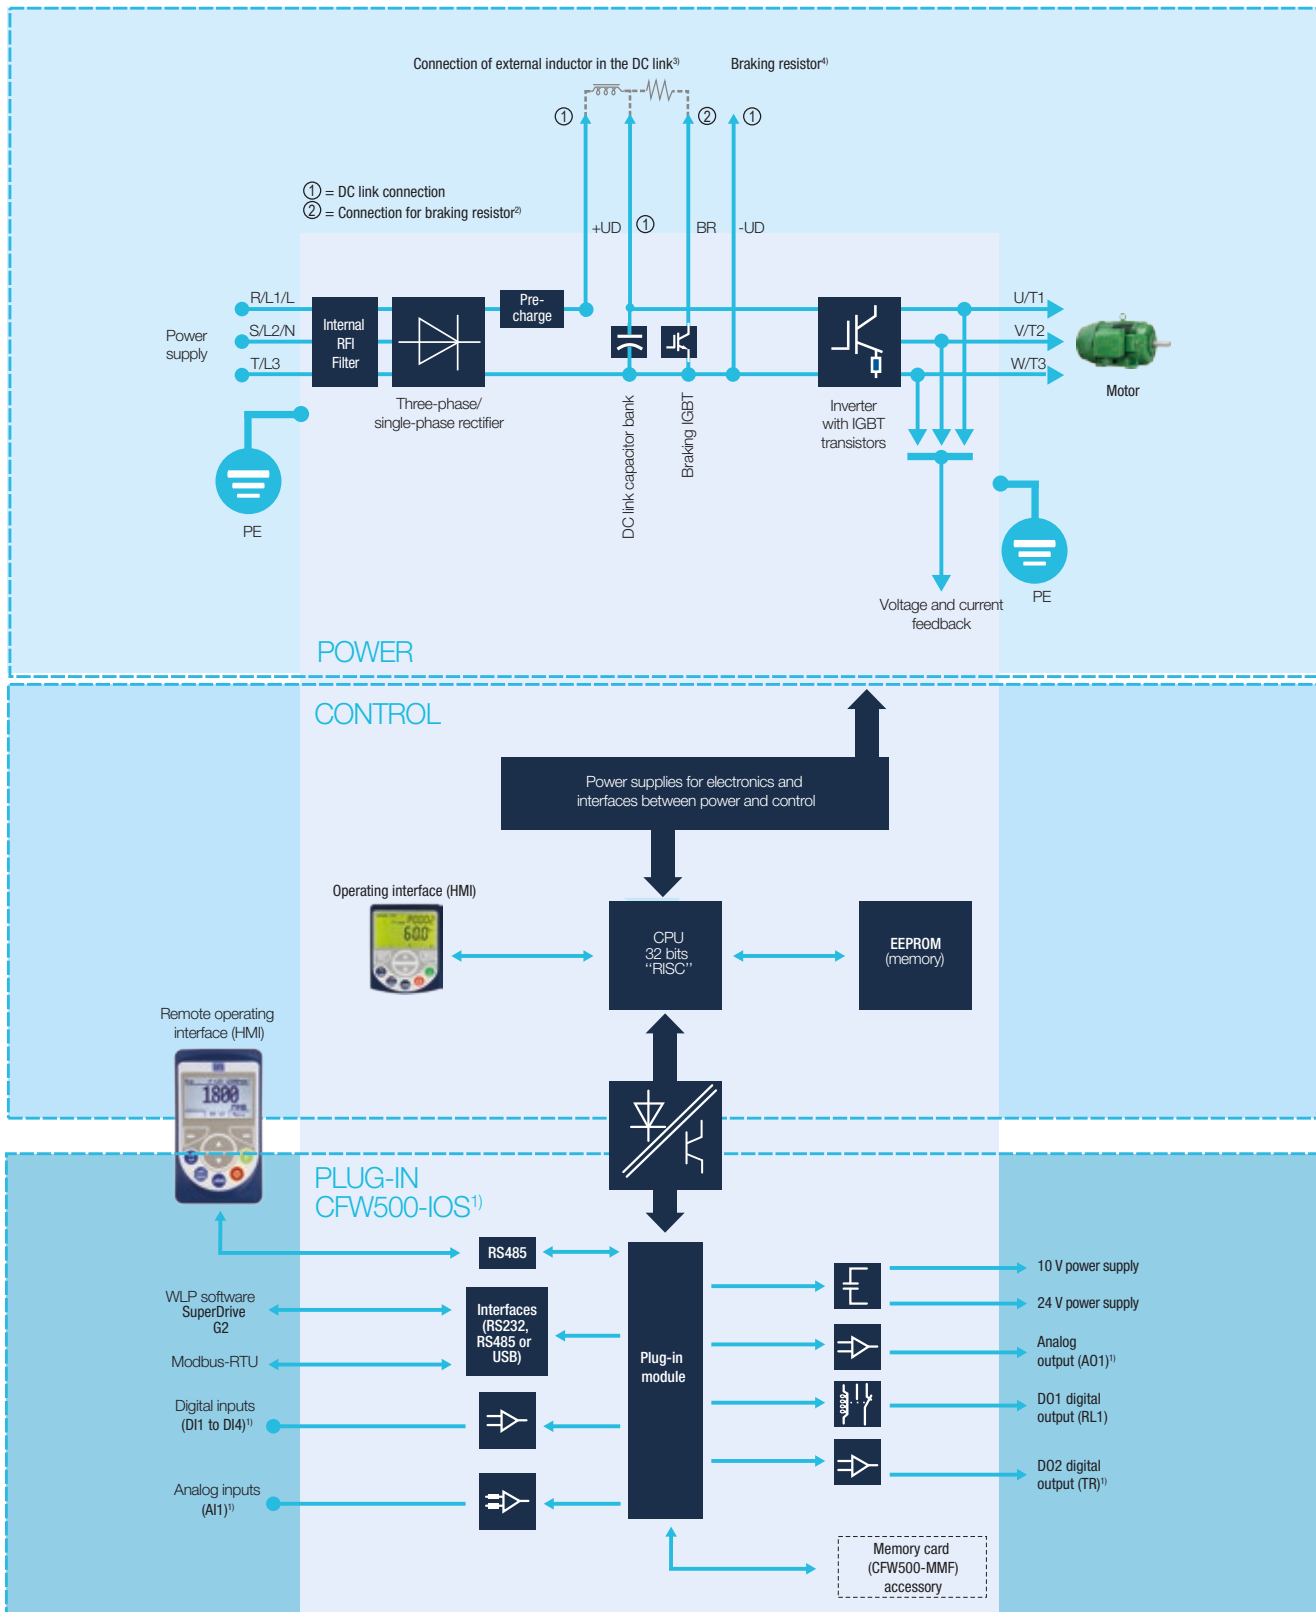 Connection of external inductor in the DC link3)
Braking resistor4)
1
2
1
1 = DC link connection
2 = Connection for braking resistor2)
+UD
1
BR
-UD
R/L1/L
S/L2/N
T/L3
Power
supply
Internal
RFI
Filter
Pre-
charge
Three-phase/
single-phase rectifier
DC link capacitor bank
Braking IGBT
Inverter
with IGBT
transistors
U/T1
V/T2
W/T3
Motor
PE
PE
Voltage and current
feedback
POWER
CONTROL
Power supplies for electronics and
interfaces between power and control
Operating interface (HMI)
60.0
CPU
32 bits
"RISC"
EEPROM
(memory)
Remote operating
interface (HMI)
1800
PLUG-IN
CFW500-IOS1)
RS485
WLP software
SuperDrive
G2
Modbus-RTU
Interfaces
(RS232,
RS485 or
USB)
Digital inputs
(DI1 to DI4)1)
Analog inputs
(AI1)1)
Plug-in
module
10 V power supply
24 V power supply
Analog
output (AO1)1)
DO1 digital
output (RL1)
DO2 digital
output (TR)1)
Memory card
(CFW500-MMF)
accessory